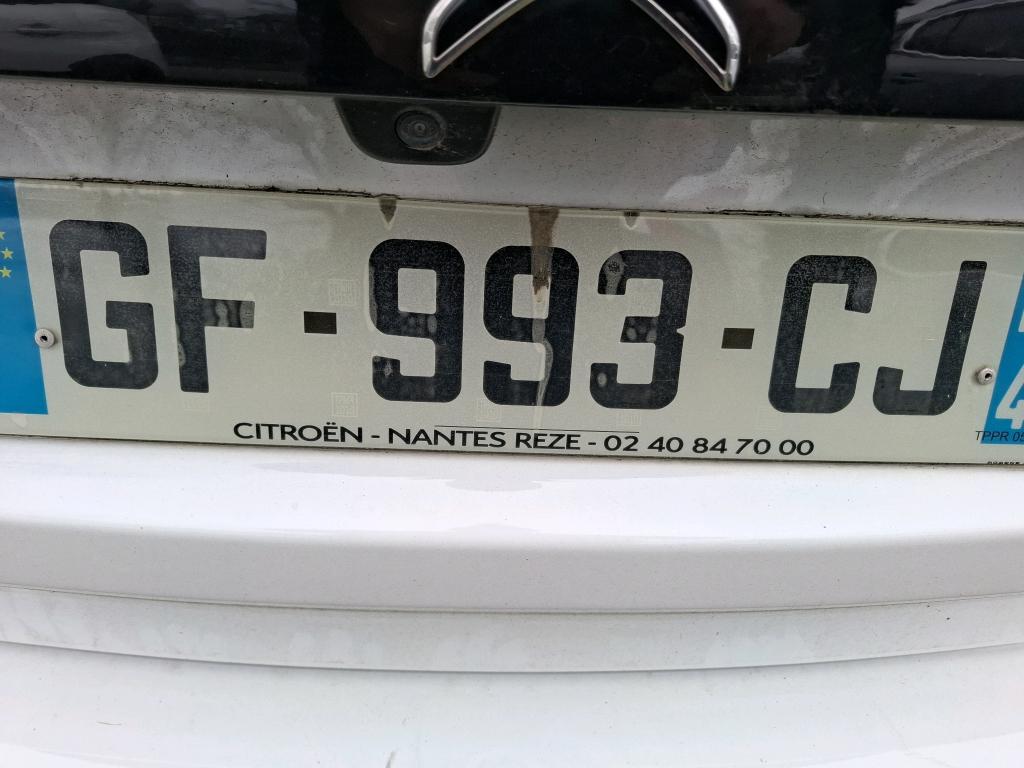 GF-993-CJ
CITROËN - NANTES REZE - 02 40 84 70 00